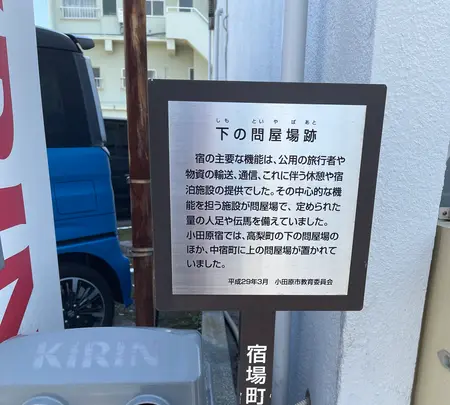 しも といやばあと
下の問屋場跡
宿の主要な機能は、公用の旅行者や
物資の輸送、通信、これに伴う休憩や宿
泊施設の提供でした。その中心的な機
能を担う施設が問屋場で、定められた
量の人足や伝馬を備えていました。
小田原宿では、高梨町の下の問屋場の
ほか、中宿町に上の問屋場が置かれて
いました。
平成29年3月 小田原市教育委員会
宿場町
KIRIN